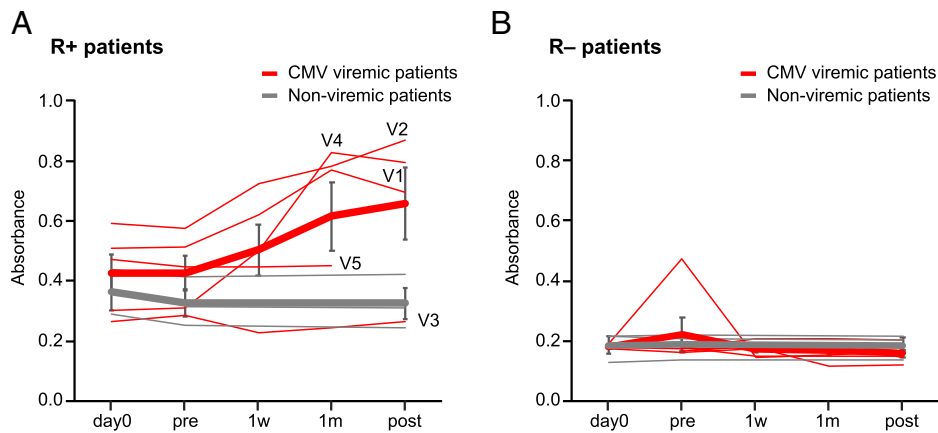 A
R+ patients
CMV viremic patients
Non-viremic patients
Absorbance
1.0
0.8
0.6
0.4
0.2
0.0
V4
V2
V1
V5
V3
day0 pre 1w 1m post
B
R– patients
CMV viremic patients
Non-viremic patients
Absorbance
1.0
0.8
0.6
0.4
0.2
0.0
day0 pre 1w 1m post